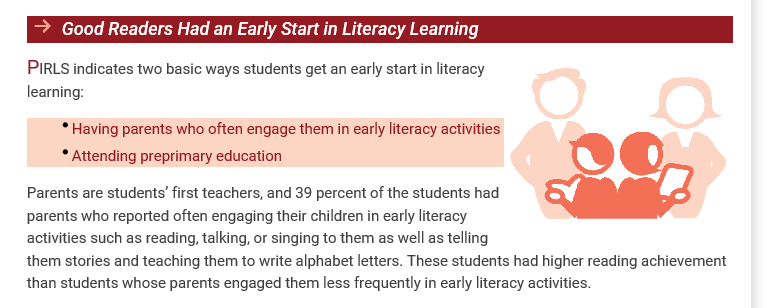 → Good Readers Had an Early Start in Literacy Learning
PIRLS indicates two basic ways students get an early start in literacy
learning:
• Having parents who often engage them in early literacy activities
• Attending preprimary education
Parents are students’ first teachers, and 39 percent of the students had
parents who reported often engaging their children in early literacy
activities such as reading, talking, or singing to them as well as telling
them stories and teaching them to write alphabet letters. These students had higher reading achievement
than students whose parents engaged them less frequently in early literacy activities.